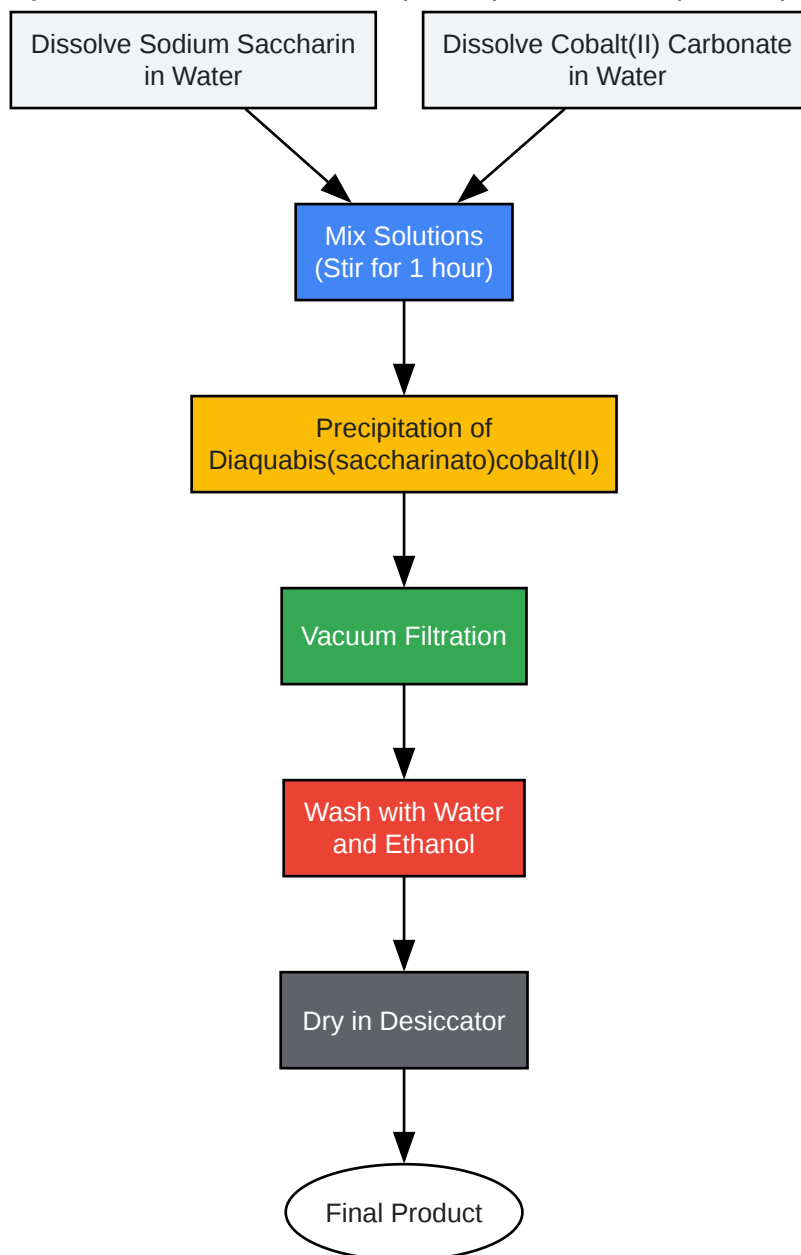 Dissolve Sodium Saccharin
in Water
Dissolve Cobalt(II) Carbonate
in Water
Mix Solutions
(Stir for 1 hour)
Precipitation of
Diaquabis(saccharinato)cobalt(II)
Vacuum Filtration
Wash with Water
and Ethanol
Dry in Desiccator
Final Product